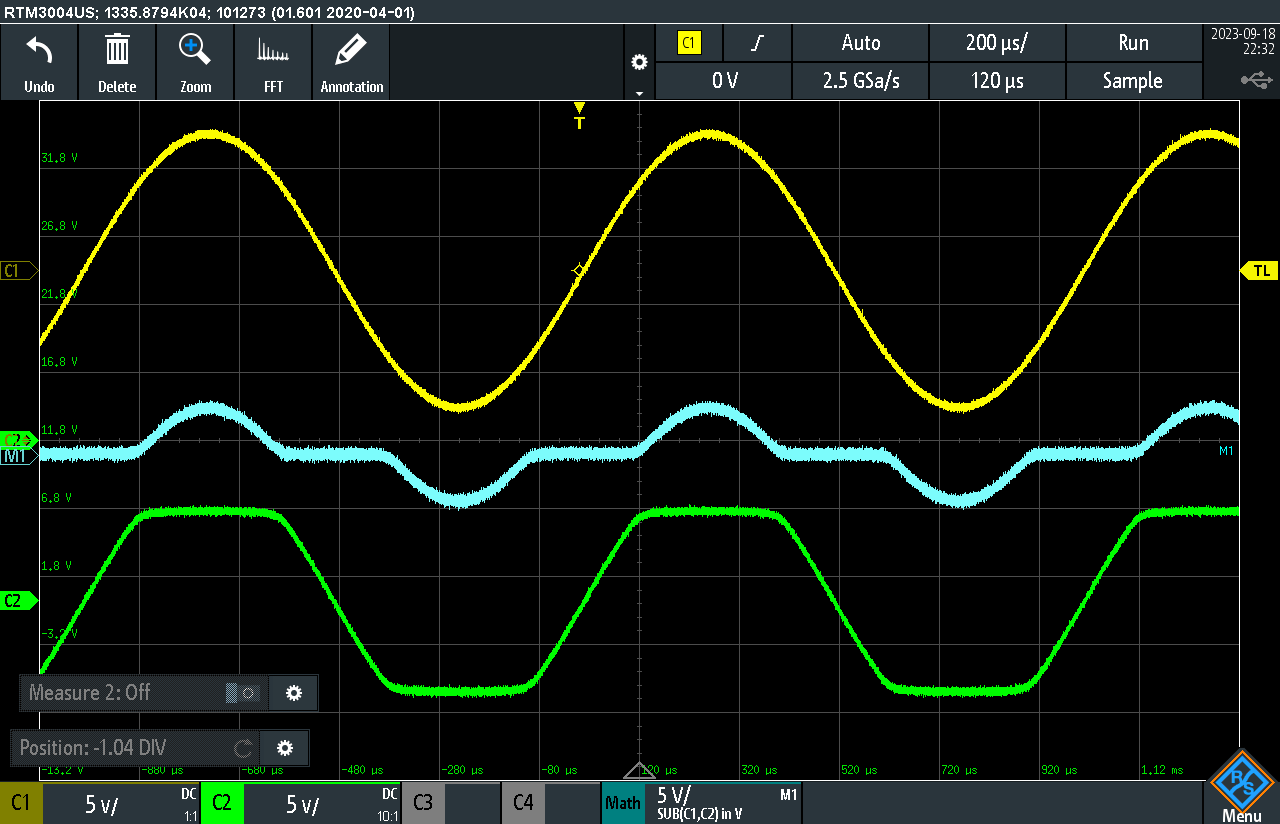 RTM3004US; 1335.8794K04; 101273 (01.601 2020-04-01)
Undo
Delete
Zoom
FFT
Annotation
C1
Auto
200 µs/
Run
0 V
2.5 GSa/s
120 µs
Sample
2023-09-18
22:32
T
31,8 V
26,8 V
C1
TL
21,8 V
16,8 V
11,8 V
C2
M1
M1
6,8 V
1,8 V
C2
-3,2 V
Measure 2: Off
Position: -1.04 DIV
-13,2 V
-880 µs
-680 µs
-480 µs
-280 µs
-80 µs
120 µs
320 µs
520 µs
720 µs
920 µs
1,12 ms
C1
5 V/
DC
1:1
C2
5 V/
DC
10:1
C3
C4
Math
5 V/
M1
SUB(C1,C2) in V
R&S
Menu